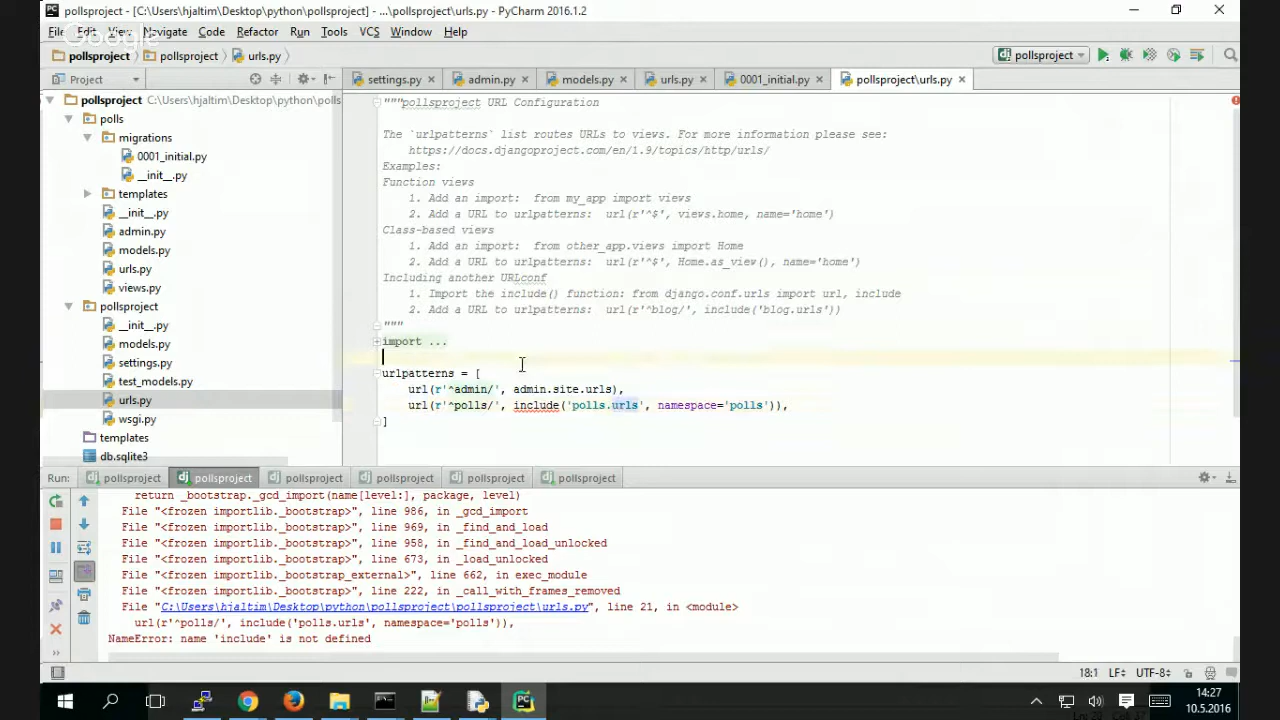 pollsproject - [C:\Users\hjaltim\Desktop\python\pollsproject] - ...\pollsproject\urls.py - PyCharm 2016.1.2
Google
File Edit View Navigate Code Refactor Run Tools VCS Window Help
pollsproject pollsproject urls.py pollsproject
Project settings.py admin.py models.py urls.py 0001_initial.py pollsproject\urls.py
pollsproject C:\Users\hjaltim\Desktop\python\polls
polls
migrations
0001_initial.py
__init__.py
templates
__init__.py
admin.py
models.py
urls.py
views.py
pollsproject
__init__.py
models.py
settings.py
test_models.py
urls.py
wsgi.py
templates
db.sqlite3
"""pollsproject URL Configuration
The `urlpatterns` list routes URLs to views. For more information please see:
https://docs.djangoproject.com/en/1.9/topics/http/urls/
Examples:
Function views
1. Add an import:  from my_app import views
2. Add a URL to urlpatterns:  url(r'^$', views.home, name='home')
Class-based views
1. Add an import:  from other_app.views import Home
2. Add a URL to urlpatterns:  url(r'^$', Home.as_view(), name='home')
Including another URLconf
1. Import the include() function: from django.conf.urls import url, include
2. Add a URL to urlpatterns:  url(r'^blog/', include('blog.urls'))
"""
import ...
urlpatterns = [
url(r'^admin/', admin.site.urls),
url(r'^polls/', include('polls.urls', namespace='polls')),
]
Run: pollsproject pollsproject pollsproject pollsproject pollsproject pollsproject
return _bootstrap._gcd_import(name[level:], package, level)
File "<frozen importlib._bootstrap>", line 986, in _gcd_import
File "<frozen importlib._bootstrap>", line 969, in _find_and_load
File "<frozen importlib._bootstrap>", line 958, in _find_and_load_unlocked
File "<frozen importlib._bootstrap>", line 673, in _load_unlocked
File "<frozen importlib._bootstrap_external>", line 662, in exec_module
File "<frozen importlib._bootstrap>", line 222, in _call_with_frames_removed
File "C:\Users\hjaltim\Desktop\python\pollsproject\pollsproject\urls.py", line 21, in <module>
url(r'^polls/', include('polls.urls', namespace='polls')),
NameError: name 'include' is not defined
18:1 LF÷ UTF-8÷
14:27
10.5.2016